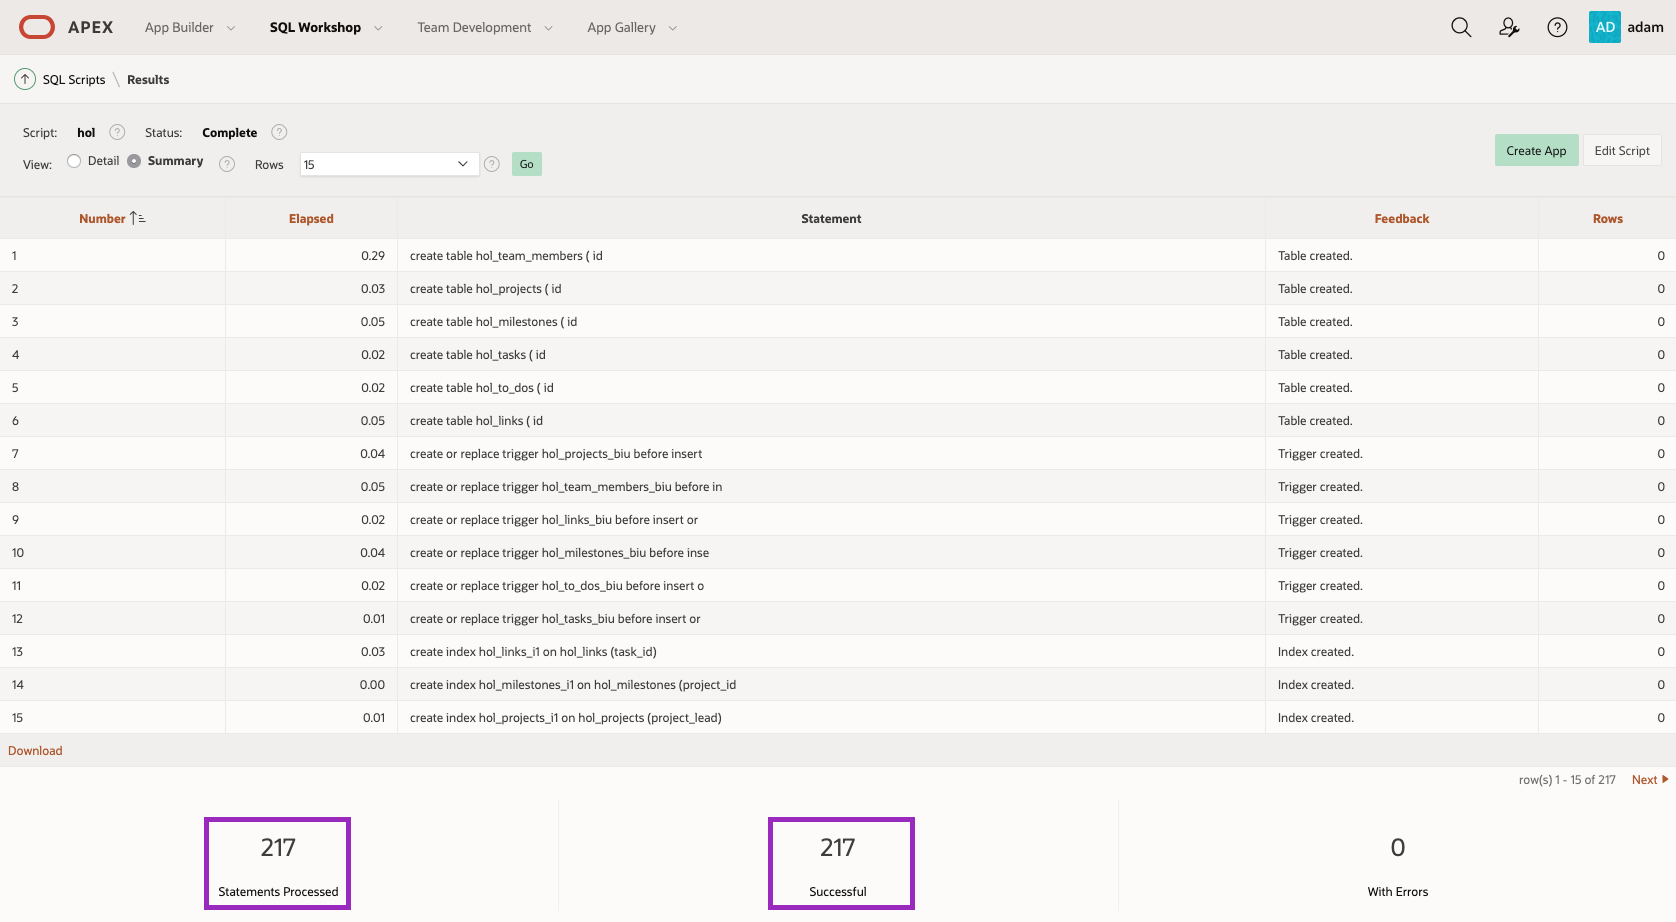 APEX App Builder SQL Workshop Team Development App Gallery AD adam
SQL Scripts \ Results
Script: hol ? Status: Complete ?
View: Detail Summary ? Rows 15 ? Go Create App Edit Script
Number Elapsed Statement Feedback Rows
1 0.29 create table hol_team_members ( id Table created. 0
2 0.03 create table hol_projects ( id Table created. 0
3 0.05 create table hol_milestones ( id Table created. 0
4 0.02 create table hol_tasks ( id Table created. 0
5 0.02 create table hol_to_dos ( id Table created. 0
6 0.05 create table hol_links ( id Table created. 0
7 0.04 create or replace trigger hol_projects_biu before insert Trigger created. 0
8 0.05 create or replace trigger hol_team_members_biu before in Trigger created. 0
9 0.02 create or replace trigger hol_links_biu before insert or Trigger created. 0
10 0.04 create or replace trigger hol_milestones_biu before inse Trigger created. 0
11 0.02 create or replace trigger hol_to_dos_biu before insert o Trigger created. 0
12 0.01 create or replace trigger hol_tasks_biu before insert or Trigger created. 0
13 0.03 create index hol_links_i1 on hol_links (task_id) Index created. 0
14 0.00 create index hol_milestones_i1 on hol_milestones (project_id Index created. 0
15 0.01 create index hol_projects_i1 on hol_projects (project_lead) Index created. 0
Download
row(s) 1 - 15 of 217 Next
217 217 0
Statements Processed Successful With Errors